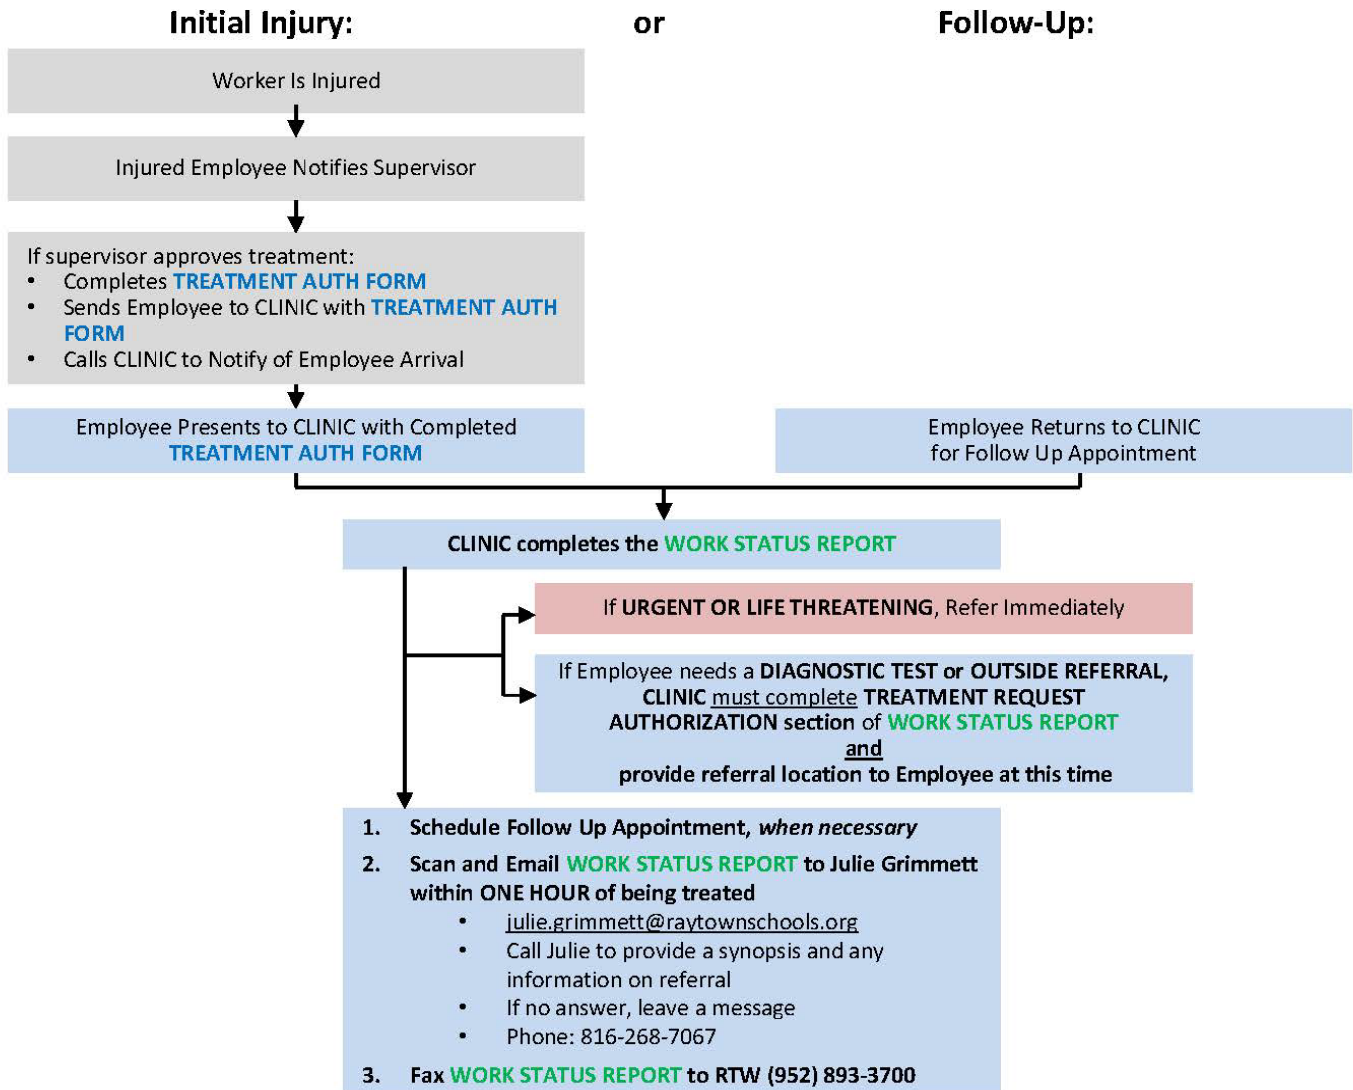 Initial Injury: or Follow-Up:
Worker Is Injured
Injured Employee Notifies Supervisor
If supervisor approves treatment:
• Completes TREATMENT AUTH FORM
• Sends Employee to CLINIC with TREATMENT AUTH
FORM
• Calls CLINIC to Notify of Employee Arrival
Employee Presents to CLINIC with Completed
TREATMENT AUTH FORM
Employee Returns to CLINIC
for Follow Up Appointment
CLINIC completes the WORK STATUS REPORT
If URGENT OR LIFE THREATENING, Refer Immediately
If Employee needs a DIAGNOSTIC TEST or OUTSIDE REFERRAL,
CLINIC must complete TREATMENT REQUEST
AUTHORIZATION section of WORK STATUS REPORT
and
provide referral location to Employee at this time
1. Schedule Follow Up Appointment, when necessary
2. Scan and Email WORK STATUS REPORT to Julie Grimmett
within ONE HOUR of being treated
• julie.grimmett@raytownschools.org
• Call Julie to provide a synopsis and any
information on referral
• If no answer, leave a message
• Phone: 816-268-7067
3. Fax WORK STATUS REPORT to RTW (952) 893-3700